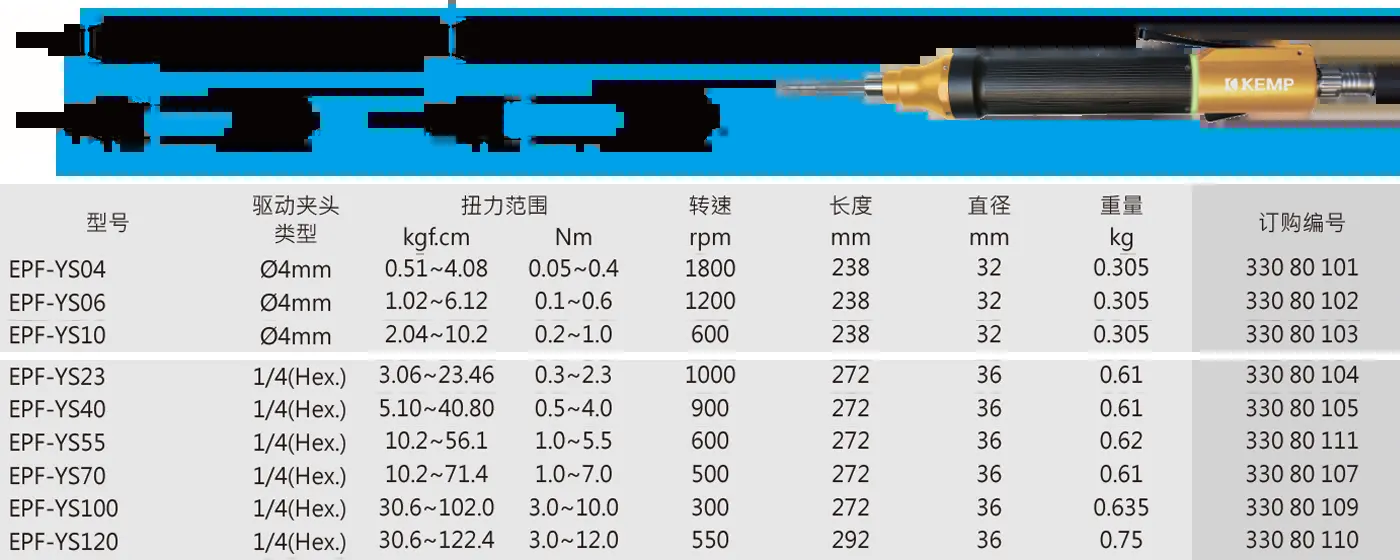 KEMP
型号 驱动夹头类型 扭力范围 转速 长度 直径 重量 订购编号
kgf.cm Nm rpm mm mm kg
EPF-YS04 Ø4mm 0.51~4.08 0.05~0.4 1800 238 32 0.305 330 80 101
EPF-YS06 Ø4mm 1.02~6.12 0.1~0.6 1200 238 32 0.305 330 80 102
EPF-YS10 Ø4mm 2.04~10.2 0.2~1.0 600 238 32 0.305 330 80 103
EPF-YS23 1/4(Hex.) 3.06~23.46 0.3~2.3 1000 272 36 0.61 330 80 104
EPF-YS40 1/4(Hex.) 5.10~40.80 0.5~4.0 900 272 36 0.61 330 80 105
EPF-YS55 1/4(Hex.) 10.2~56.1 1.0~5.5 600 272 36 0.62 330 80 111
EPF-YS70 1/4(Hex.) 10.2~71.4 1.0~7.0 500 272 36 0.61 330 80 107
EPF-YS100 1/4(Hex.) 30.6~102.0 3.0~10.0 300 272 36 0.635 330 80 109
EPF-YS120 1/4(Hex.) 30.6~122.4 3.0~12.0 550 292 36 0.75 330 80 110